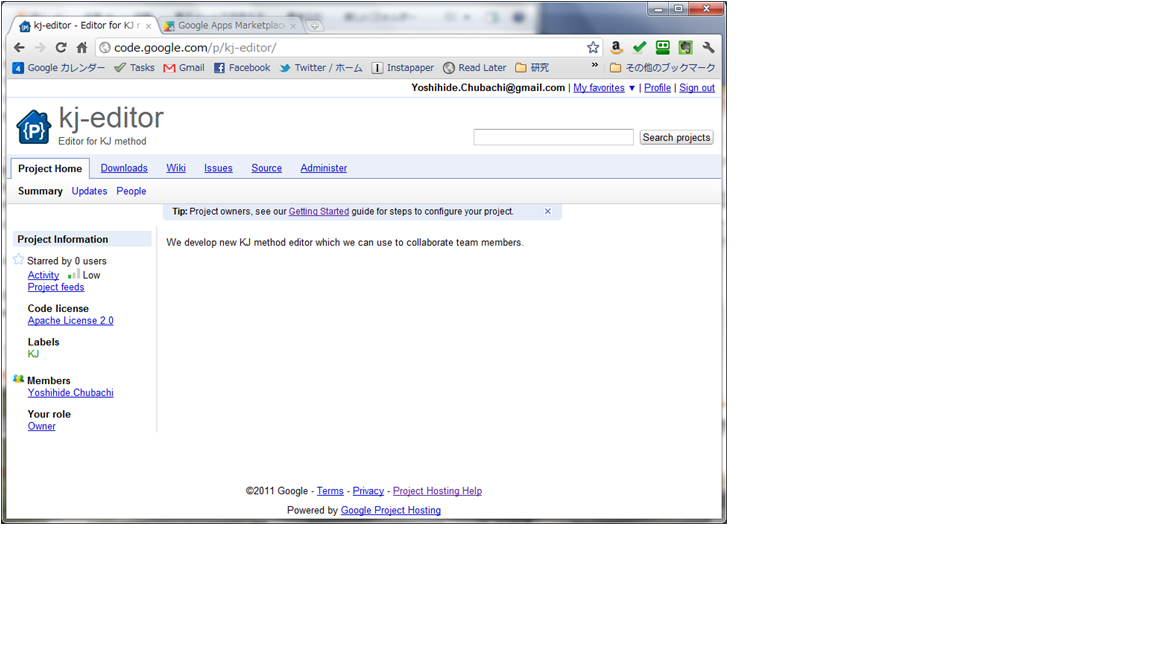 kj-editor - Editor for KJ
Google Apps Marketplac
code.google.com/p/kj-editor/
4 Google カレンダー Tasks Gmail Facebook Twitter / ホーム Instapaper Read Later 研究 » その他のブックマーク
Yoshihide.Chubachi@gmail.com | My favorites ▼ | Profile | Sign out
{P}
kj-editor
Editor for KJ method
Search projects
Project Home Downloads Wiki Issues Source Administer
Summary Updates People
Tip: Project owners, see our Getting Started guide for steps to configure your project.
Project Information
We develop new KJ method editor which we can use to collaborate team members.
Starred by 0 users
Activity Low
Project feeds
Code license
Apache License 2.0
Labels
KJ
Members
Yoshihide.Chubachi
Your role
Owner
©2011 Google - Terms - Privacy - Project Hosting Help
Powered by Google Project Hosting